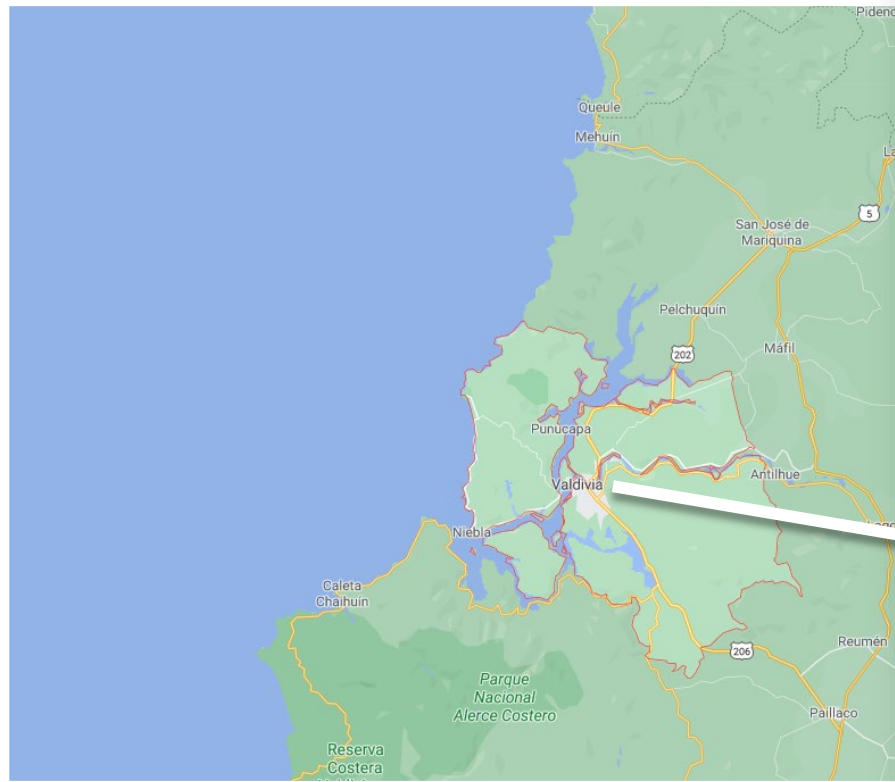 Queule
Mehuín
San José de
Mariquina
5
Pelchuquín
202
Máfil
Punucapa
Antilhue
Valdivia
Niebla
Caleta
Chaihuin
Reumén
206
Parque
Nacional
Alerce Costero
Paillaco
Reserva
Costera